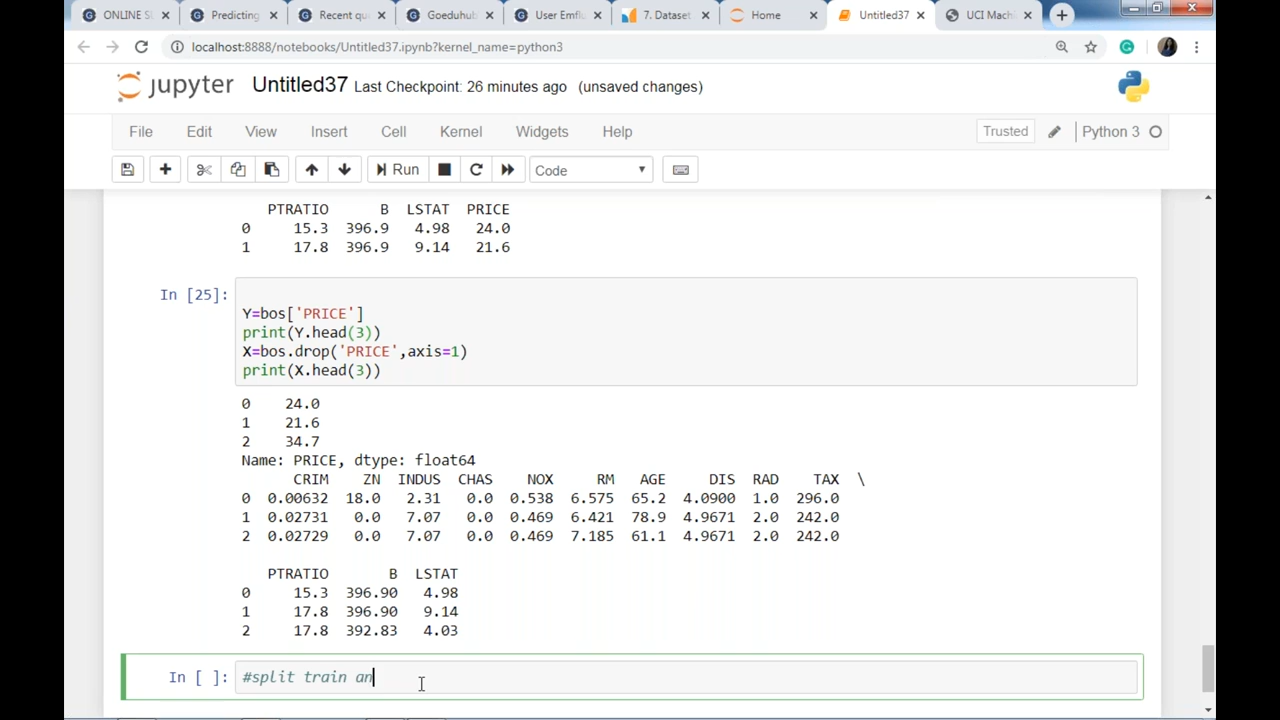 ONLINE SU
Predicting
Recent qu
Goeduhub
User Emflu
7. Dataset
Home
Untitled37
UCI Machi
localhost:8888/notebooks/Untitled37.ipynb?kernel_name=python3
jupyter Untitled37 Last Checkpoint: 26 minutes ago (unsaved changes)
File Edit View Insert Cell Kernel Widgets Help Trusted Python 3
Run Code
PTRATIO B LSTAT PRICE
0 15.3 396.9 4.98 24.0
1 17.8 396.9 9.14 21.6
In [25]:
Y=bos['PRICE']
print(Y.head(3))
X=bos.drop('PRICE',axis=1)
print(X.head(3))
0 24.0
1 21.6
2 34.7
Name: PRICE, dtype: float64
CRIM ZN INDUS CHAS NOX RM AGE DIS RAD TAX \
0 0.00632 18.0 2.31 0.0 0.538 6.575 65.2 4.0900 1.0 296.0
1 0.02731 0.0 7.07 0.0 0.469 6.421 78.9 4.9671 2.0 242.0
2 0.02729 0.0 7.07 0.0 0.469 7.185 61.1 4.9671 2.0 242.0
PTRATIO B LSTAT
0 15.3 396.90 4.98
1 17.8 396.90 9.14
2 17.8 392.83 4.03
In [ ]: #split train an